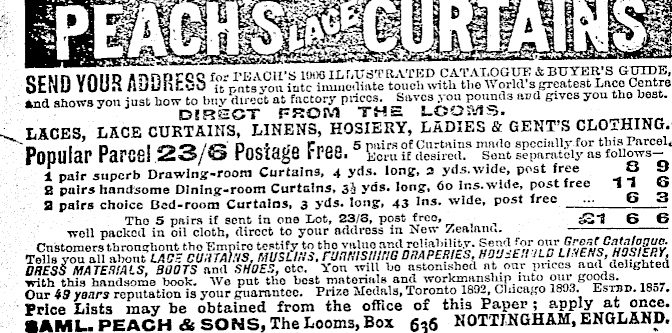 PEACH'S LACE CURTAINS
SEND YOUR ADDRESS for PEACH'S 1906 ILLUSTRATED CATALOGUE & BUYER'S GUIDE,
it puts you into immediate touch with the World's greatest Lace Centre
and shows you just how to buy direct at factory prices. Saves you pounds and gives you the best.
DIRECT FROM THE LOOMS.
LACES, LACE CURTAINS, LINENS, HOSIERY, LADIES & GENT'S CLOTHING.
Popular Parcel 23/6 Postage Free. 5 pairs of Curtains made specially for this Parcel,
Ecru if desired. Sent separately as follows—
1 pair superb Drawing-room Curtains, 4 yds. long, 2 yds. wide, post free 8 9
2 pairs handsome Dining-room Curtains, 3½ yds. long, 60 ins. wide, post free 11 6
2 pairs choice Bed-room Curtains, 3 yds. long, 43 ins. wide, post free ... 6 3
The 5 pairs if sent in one Lot, 23/6, post free, £1 6 6
well packed in oil cloth, direct to your address in New Zealand.
Customers throughout the Empire testify to the value and reliability. Send for our Great Catalogue.
Tells you all about LACE CURTAINS, MUSLINS, FURNISHING DRAPERIES, HOUSEHOLD LINENS, HOSIERY,
DRESS MATERIALS, BOOTS and SHOES, etc. You will be astonished at our prices and delighted
with this handsome book. We put the best materials and workmanship into our goods.
Our 49 years reputation is your guarantee. Prize Medals, Toronto 1892, Chicago 1893. ESTBD. 1857.
Price Lists may be obtained from the office of this Paper; apply at once.
SAML. PEACH & SONS, The Looms, Box 636 NOTTINGHAM, ENGLAND.